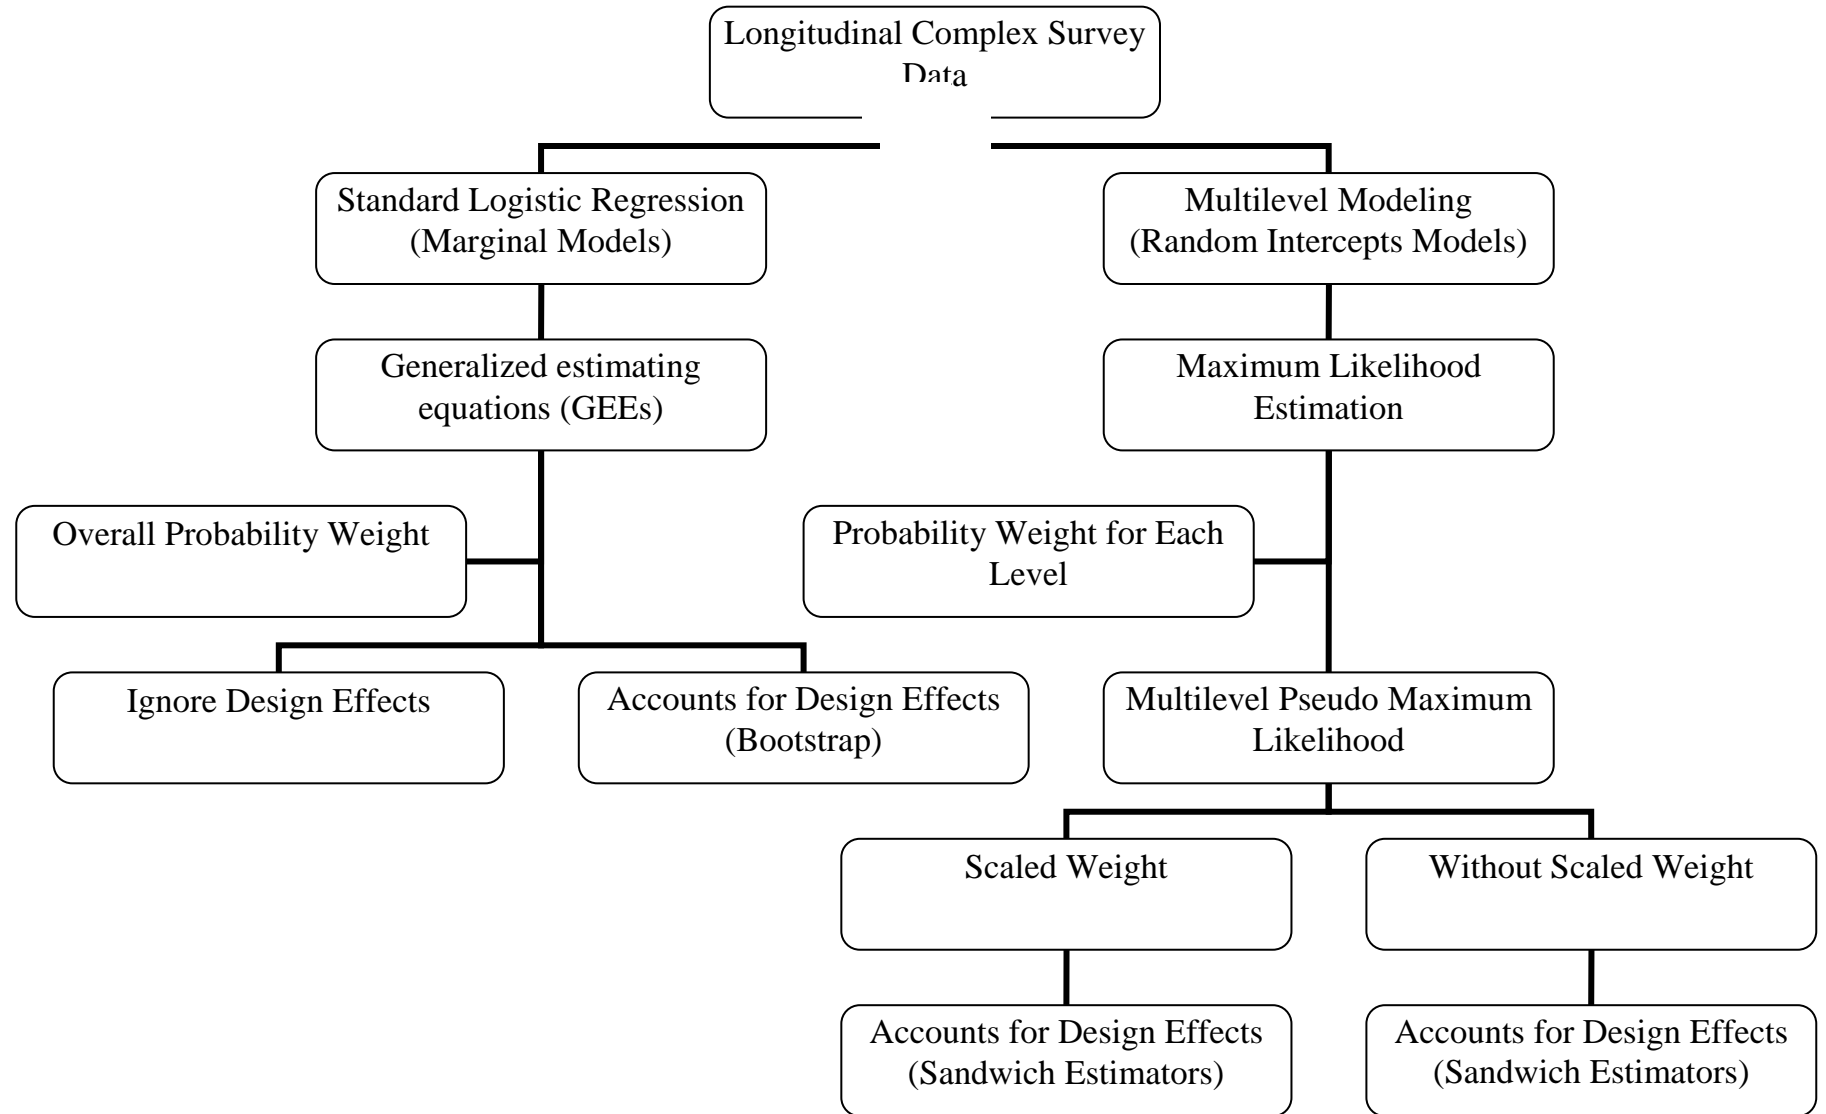 Longitudinal Complex Survey
Data
Standard Logistic Regression
(Marginal Models)
Multilevel Modeling
(Random Intercepts Models)
Generalized estimating
equations (GEEs)
Maximum Likelihood
Estimation
Overall Probability Weight
Probability Weight for Each
Level
Ignore Design Effects
Accounts for Design Effects
(Bootstrap)
Multilevel Pseudo Maximum
Likelihood
Scaled Weight
Without Scaled Weight
Accounts for Design Effects
(Sandwich Estimators)
Accounts for Design Effects
(Sandwich Estimators)